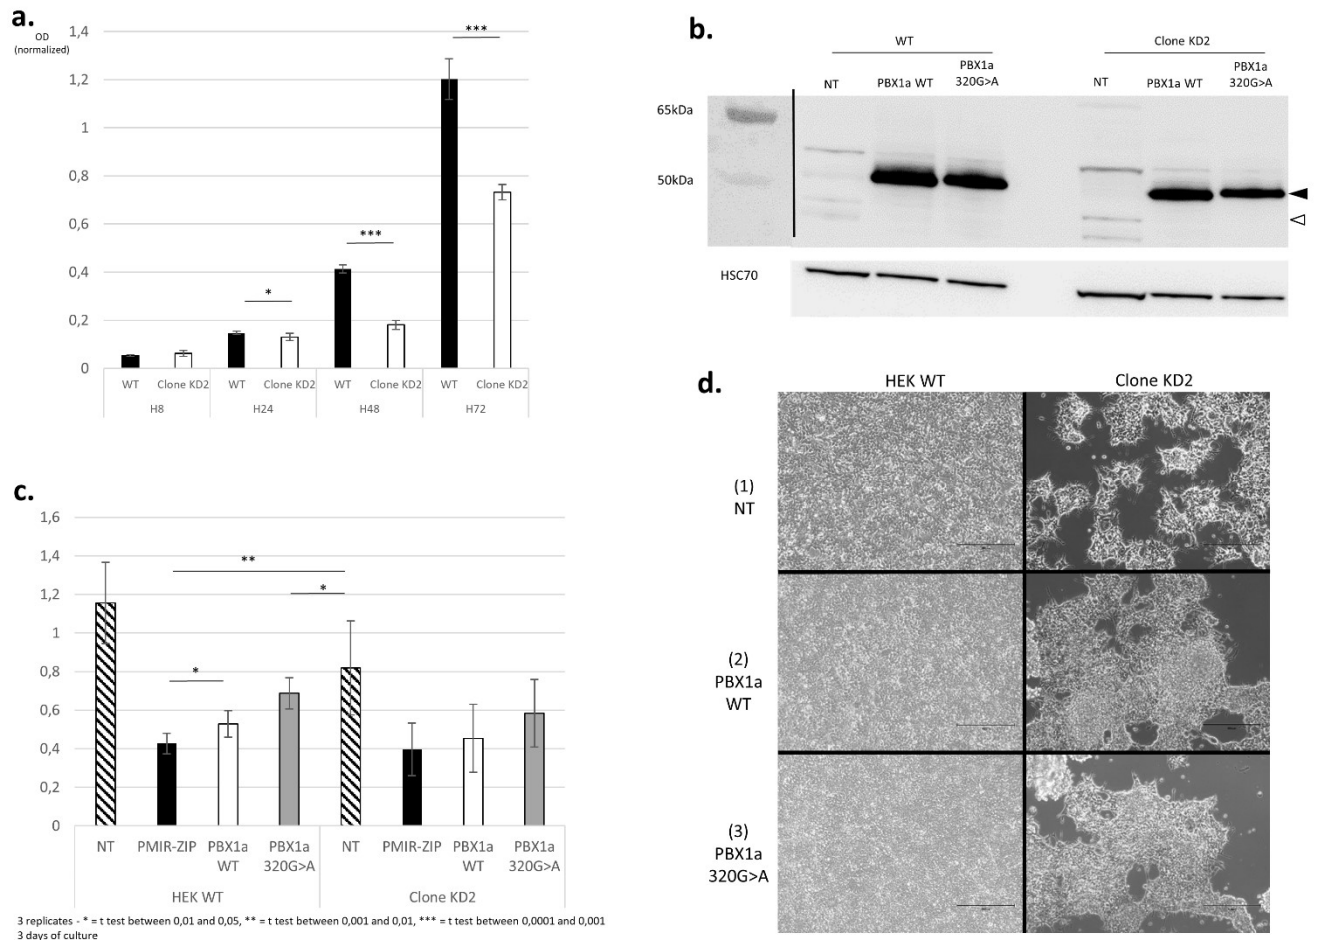 a.
OD
(normalized)
1,4
1,2
1
0,8
0,6
0,4
0,2
0
*
***
***
WT
Clone KD2
WT
Clone KD2
WT
Clone KD2
WT
Clone KD2
H8
H24
H48
H72
b.
WT
Clone KD2
NT
PBX1a WT
PBX1a
320G>A
NT
PBX1a WT
PBX1a
320G>A
65kDa
50kDa
HSC70
c.
1,6
1,4
1,2
1
0,8
0,6
0,4
0,2
0
**
*
*
NT
PMIR-ZIP
PBX1a
WT
PBX1a
320G>A
NT
PMIR-ZIP
PBX1a
WT
PBX1a
320G>A
HEK WT
Clone KD2
3 replicates - * = t test between 0,01 and 0,05, ** = t test between 0,001 and 0,01, *** = t test between 0,0001 and 0,001
3 days of culture
d.
HEK WT
Clone KD2
(1)
NT
(2)
PBX1a
WT
(3)
PBX1a
320G>A